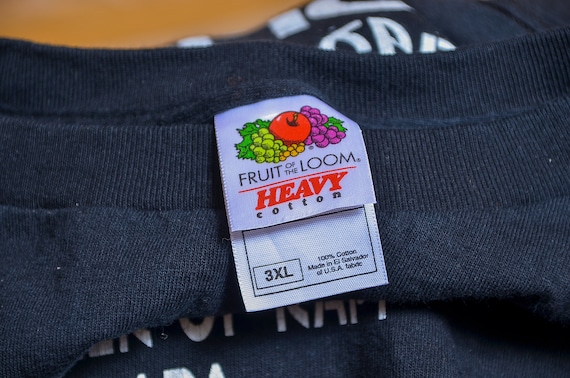 FRUIT OF THE LOOM®
HEAVY
cotton
3XL
100% Cotton
Made in El Salvador
of U.S.A. fabric